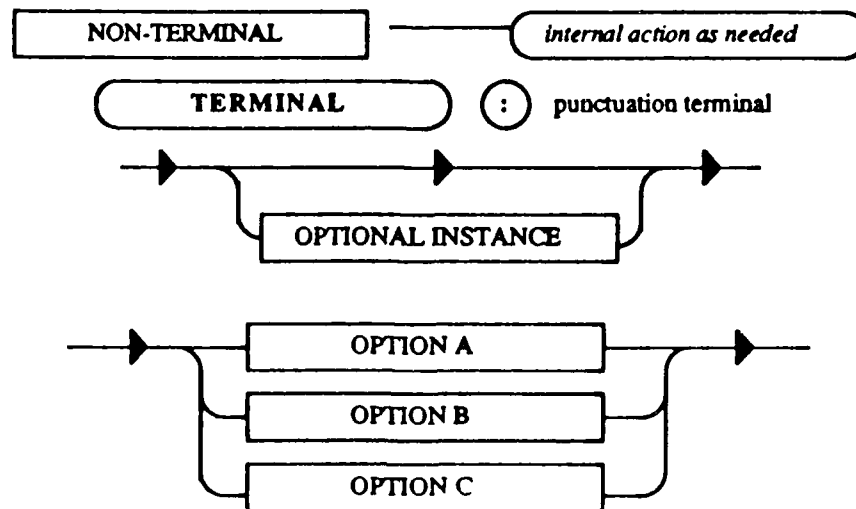 NON-TERMINAL internal action as needed
TERMINAL : punctuation terminal
OPTIONAL INSTANCE
OPTION A
OPTION B
OPTION C